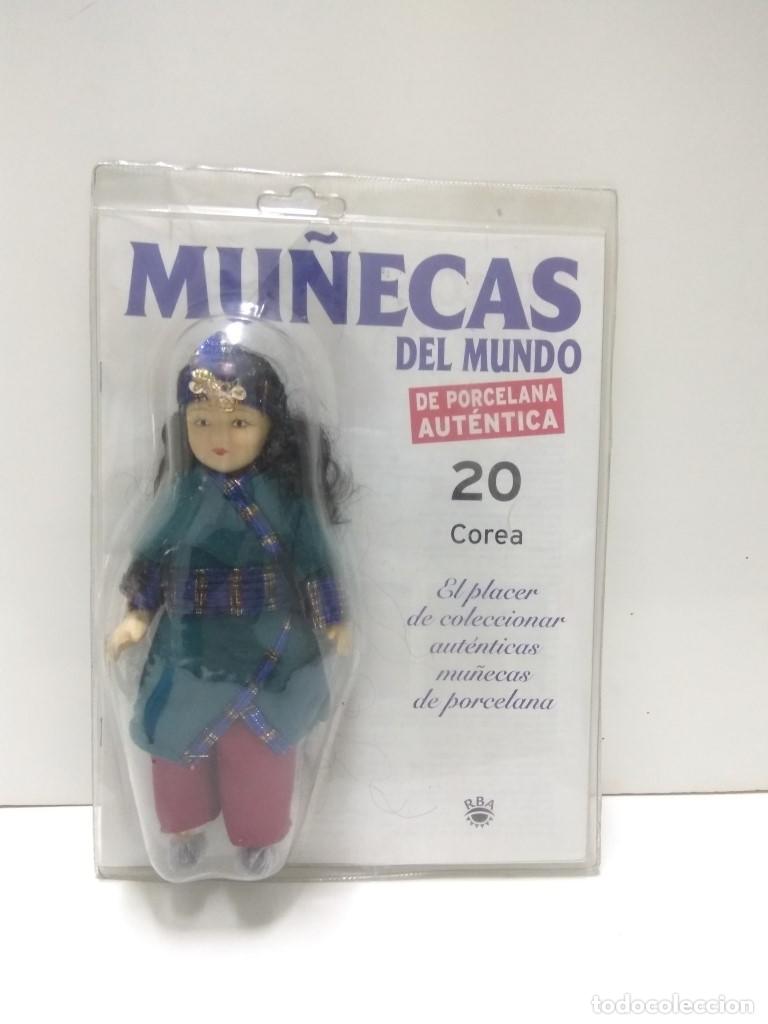 MUÑECAS
DEL MUNDO
DE PORCELANA
AUTÉNTICA
20
Corea
El placer
de coleccionar
auténticas
muñecas
de porcelana
RBA
todocoleccion